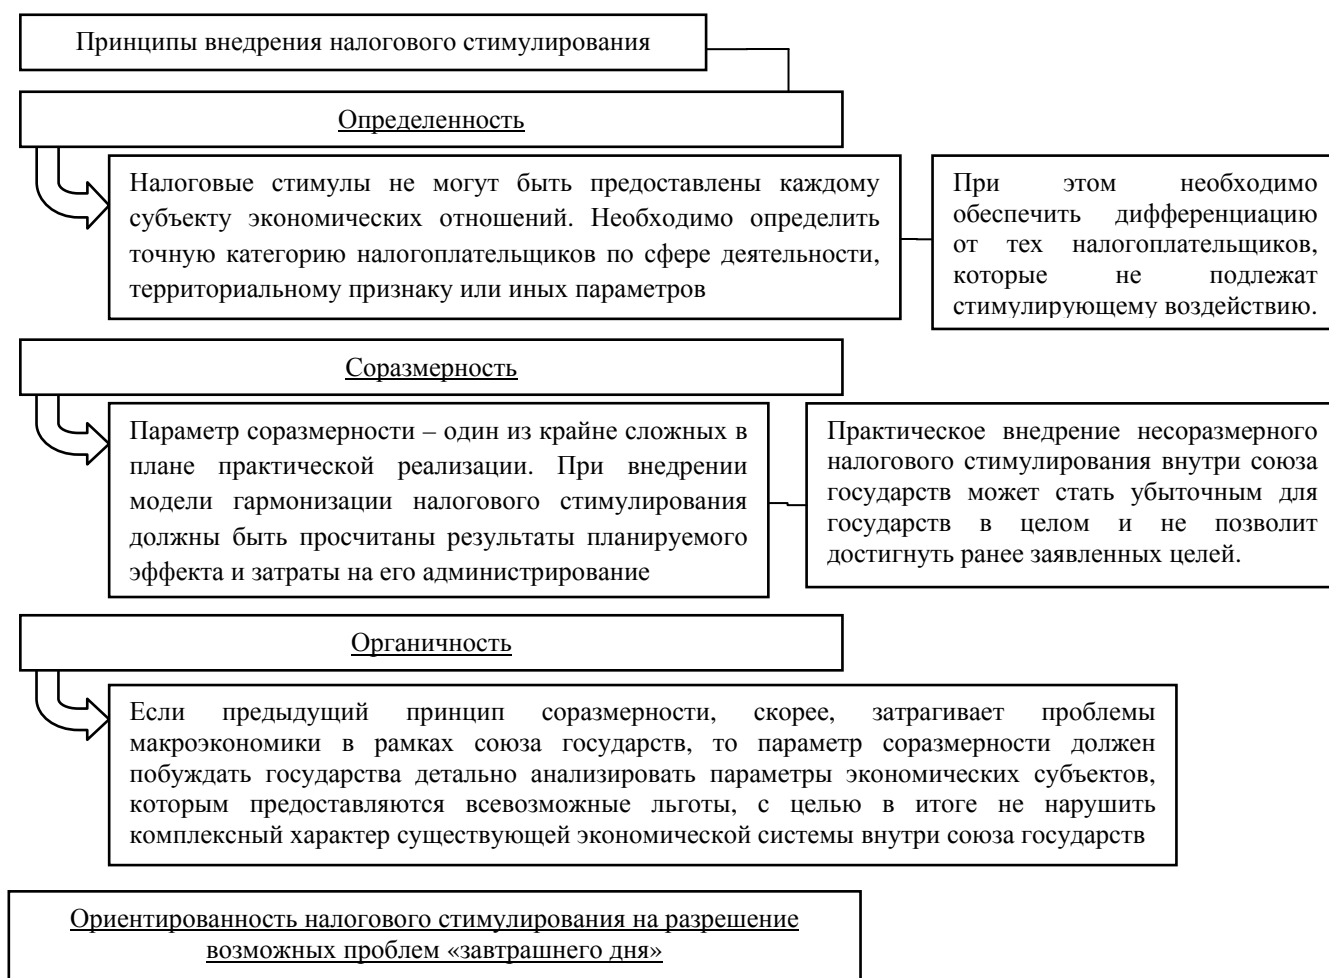 Принципы внедрения налогового стимулирования
Определенность
Налоговые стимулы не могут быть предоставлены каждому
субъекту экономических отношений. Необходимо определить
точную категорию налогоплательщиков по сфере деятельности,
территориальному признаку или иных параметров
При этом необходимо
обеспечить дифференциацию
от тех налогоплательщиков,
которые не подлежат
стимулирующему воздействию.
Соразмерность
Параметр соразмерности – один из крайне сложных в
плане практической реализации. При внедрении
модели гармонизации налогового стимулирования
должны быть просчитаны результаты планируемого
эффекта и затраты на его администрирование
Практическое внедрение несоразмерного
налогового стимулирования внутри союза
государств может стать убыточным для
государств в целом и не позволит
достигнуть ранее заявленных целей.
Органичность
Если предыдущий принцип соразмерности, скорее, затрагивает проблемы
макроэкономики в рамках союза государств, то параметр соразмерности должен
побуждать государства детально анализировать параметры экономических субъектов,
которым предоставляются всевозможные льготы, с целью в итоге не нарушить
комплексный характер существующей экономической системы внутри союза государств
Ориентированность налогового стимулирования на разрешение
возможных проблем «завтрашнего дня»